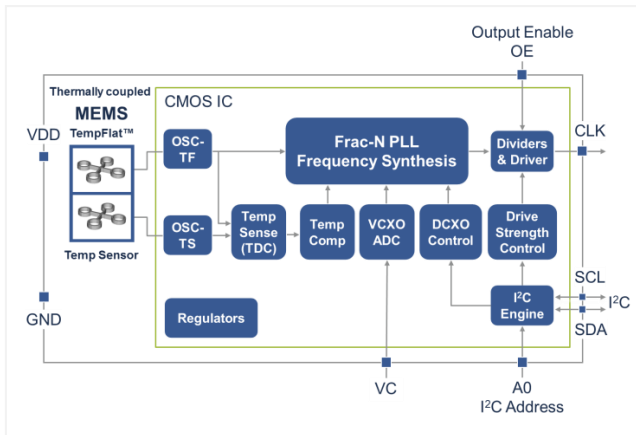 Output Enable
OE
Thermally coupled
MEMS
TempFlat™
CMOS IC
VDD
CLK
OSC-
TF
Frac-N PLL
Frequency Synthesis
Dividers
& Driver
OSC-
TS
Temp
Sense
(TDC)
Temp
Comp
VCXO
ADC
DCXO
Control
Drive
Strength
Control
Temp Sensor
SCL
I²C
SDA
I²C
Engine
GND
Regulators
VC
A0
I²C Address